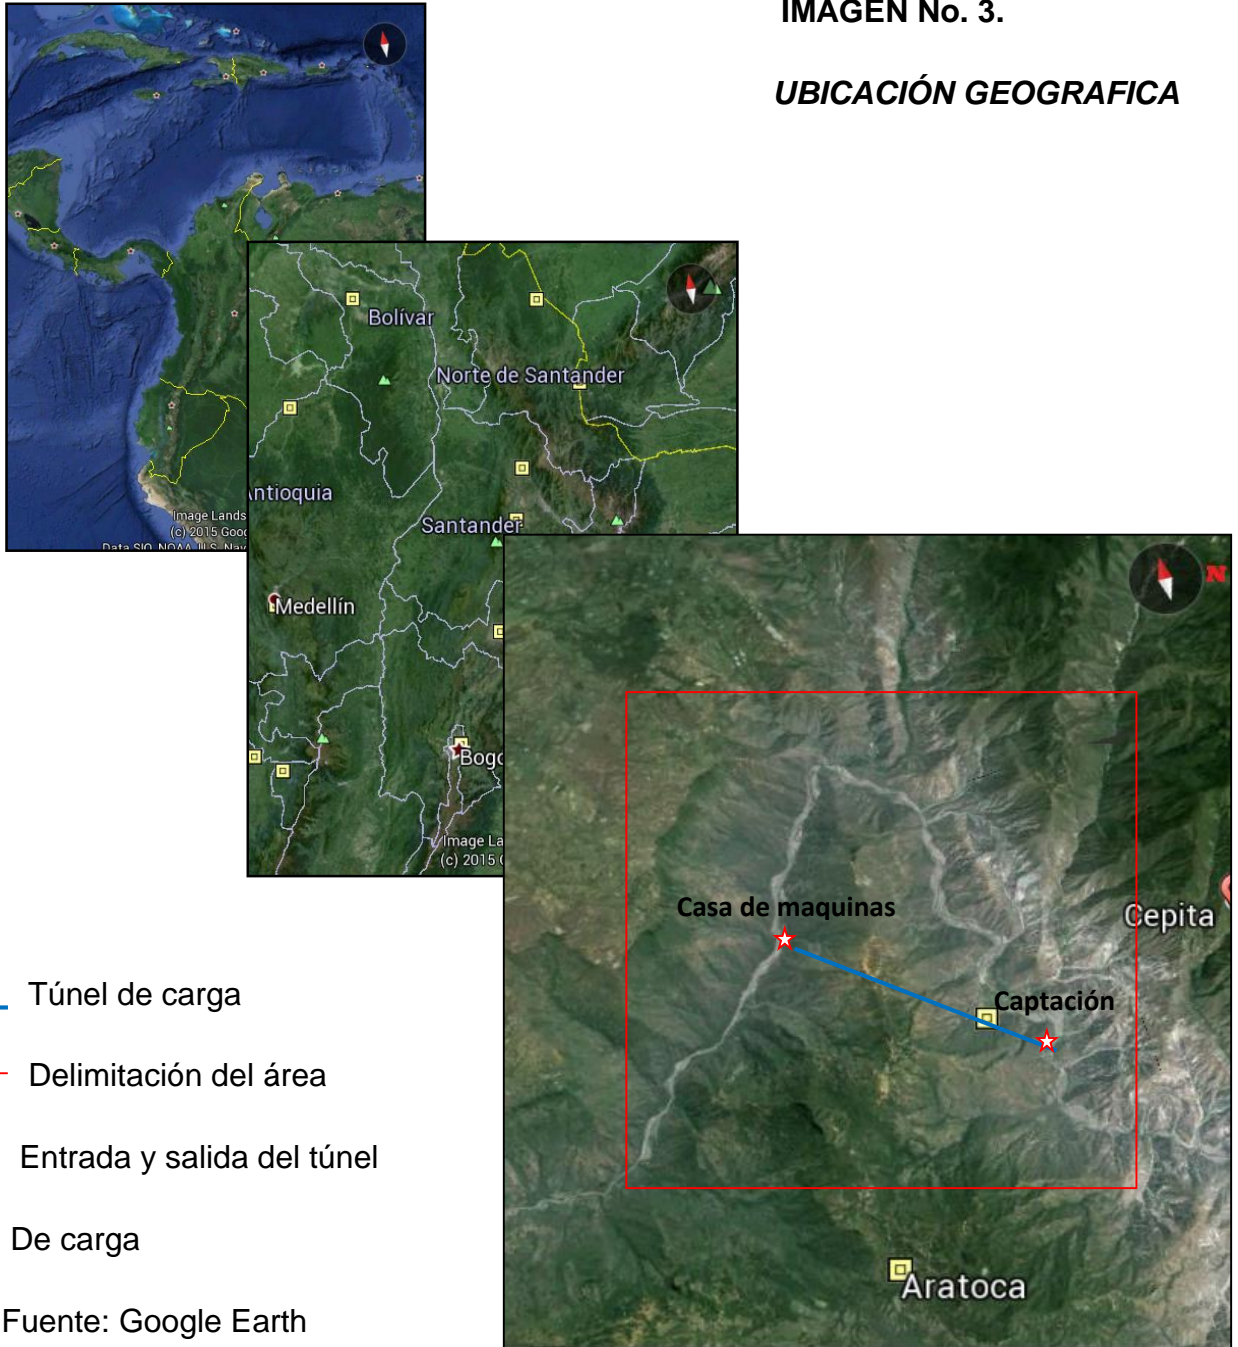 IMAGEN No. 3.
UBICACIÓN GEOGRAFICA
Image Lands
(c) 2015 Goog
Data SIO, NOAA, U.S. Nav
Bolívar
Norte de Santander
Antioquia
Santander
Medellín
Bogo
Image La
(c) 2015 G
N
Casa de maquinas
Cepita
Captación
Aratoca
Túnel de carga
Delimitación del área
Entrada y salida del túnel
De carga
Fuente: Google Earth